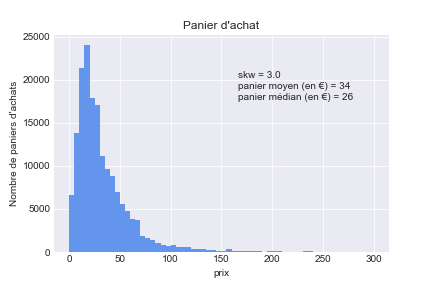 Panier d'achat
25000
20000
15000
10000
5000
0
Nombre de paniers d'achats
skw = 3.0
panier moyen (en €) = 34
panier médian (en €) = 26
0 50 100 150 200 250 300
prix